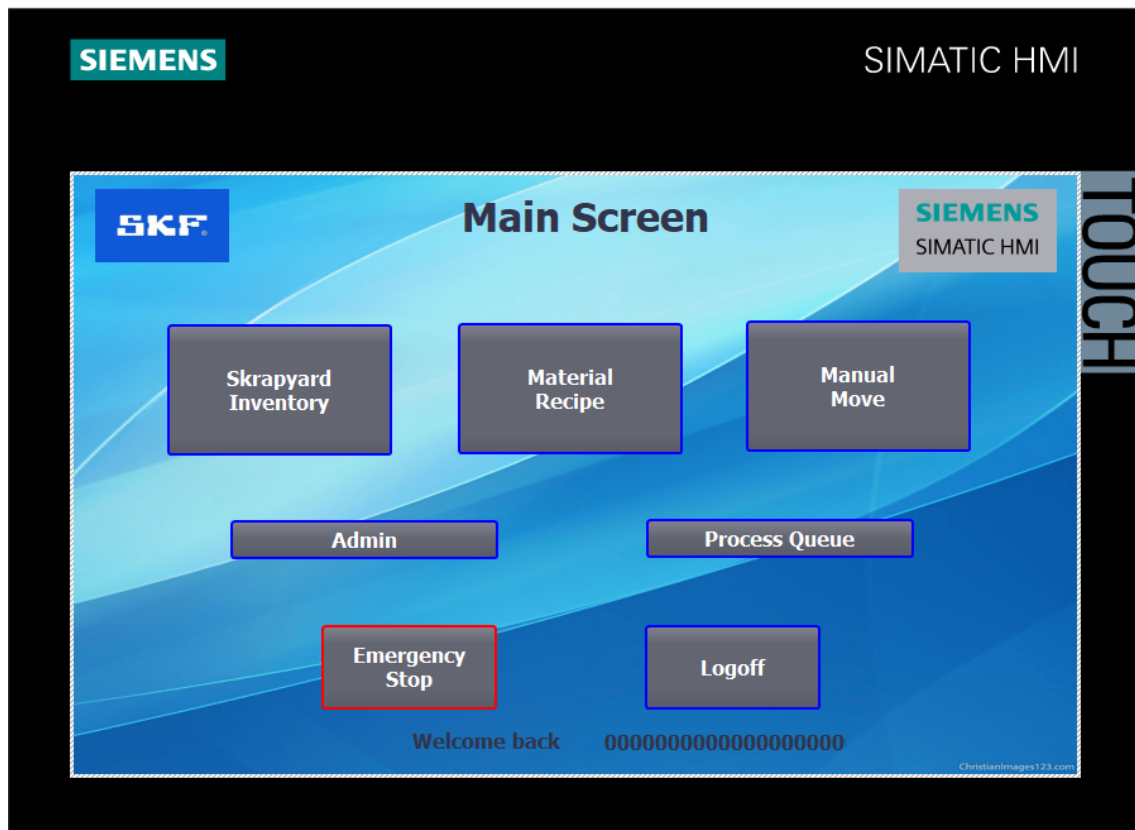 SIEMENS
SIMATIC HMI
SKF.
Main Screen
SIEMENS
SIMATIC HMI
TOUCH
Skrapyard
Inventory
Material
Recipe
Manual
Move
Admin
Process Queue
Emergency
Stop
Logoff
Welcome back 0000000000000000000
ChristianImages123.com